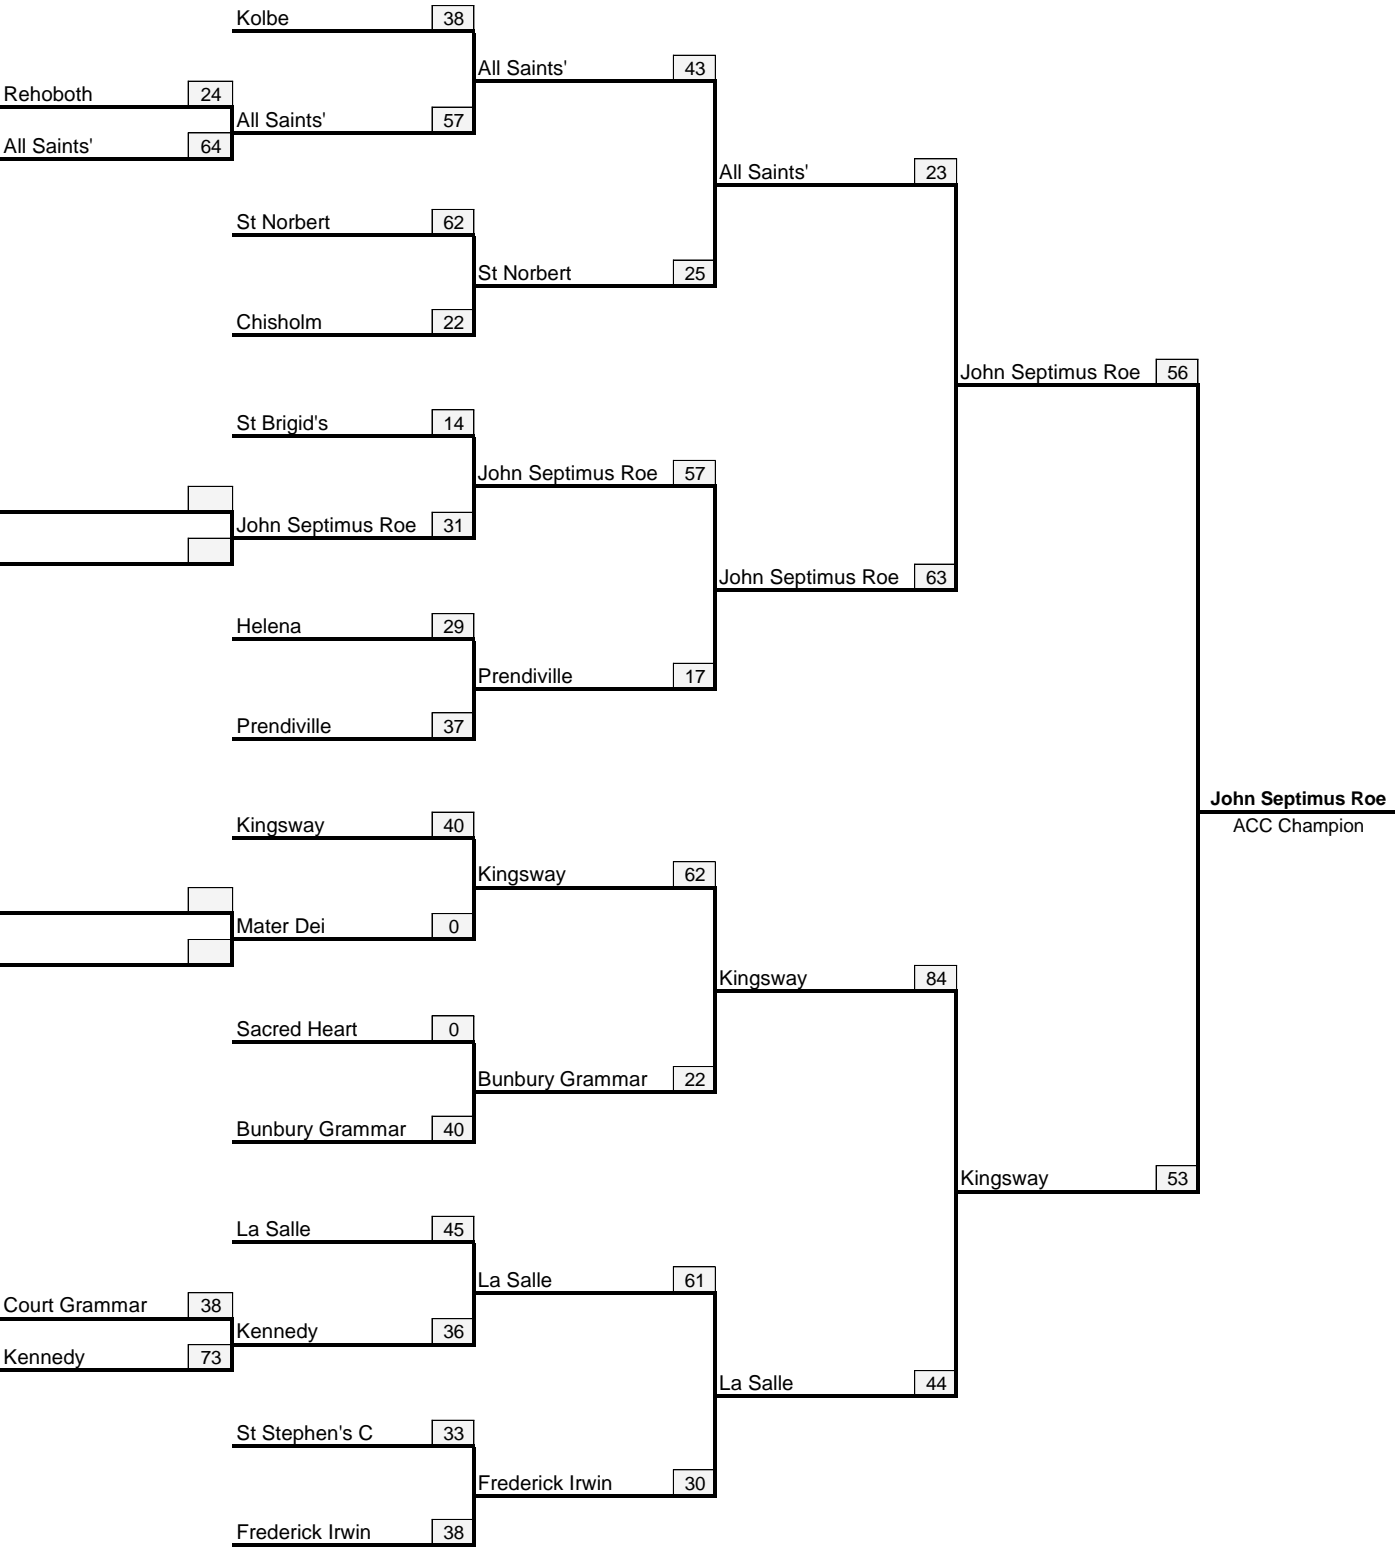 Kolbe 38
All Saints' 43
Rehoboth 24
All Saints' 57
All Saints' 64
All Saints' 23
St Norbert 62
St Norbert 25
Chisholm 22
John Septimus Roe 56
St Brigid's 14
John Septimus Roe 57
John Septimus Roe 31
John Septimus Roe 63
Helena 29
Prendiville 17
Prendiville 37
John Septimus Roe
ACC Champion
Kingsway 40
Kingsway 62
Mater Dei 0
Kingsway 84
Sacred Heart 0
Bunbury Grammar 22
Bunbury Grammar 40
Kingsway 53
La Salle 45
La Salle 61
Court Grammar 38
Kennedy 36
Kennedy 73
La Salle 44
St Stephen's C 33
Frederick Irwin 30
Frederick Irwin 38